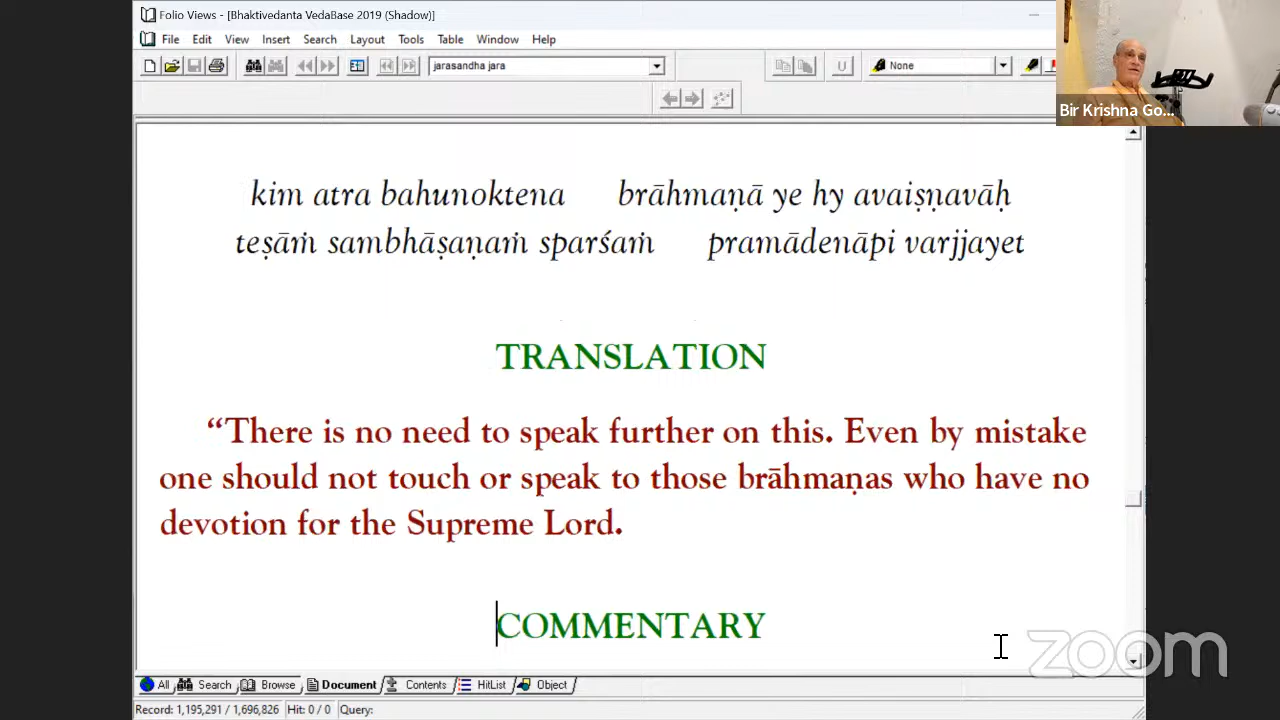 Folio Views - [Bhaktivedanta VedaBase 2019 (Shadow)]
File Edit View Insert Search Layout Tools Table Window Help
jarasandha jara
U
None
Bir Krishna Go...
kim atra bahunoktena brāhmaṇā ye hy avaiṣṇavāḥ
teṣāṁ sambhāṣaṇaṁ sparśaṁ pramādenāpi varjjayet
TRANSLATION
“There is no need to speak further on this. Even by mistake
one should not touch or speak to those brāhmaṇas who have no
devotion for the Supreme Lord.
COMMENTARY
zoom
All Search Browse Document Contents HitList Object
Record: 1,195,291 / 1,696,826 Hit: 0 / 0 Query: